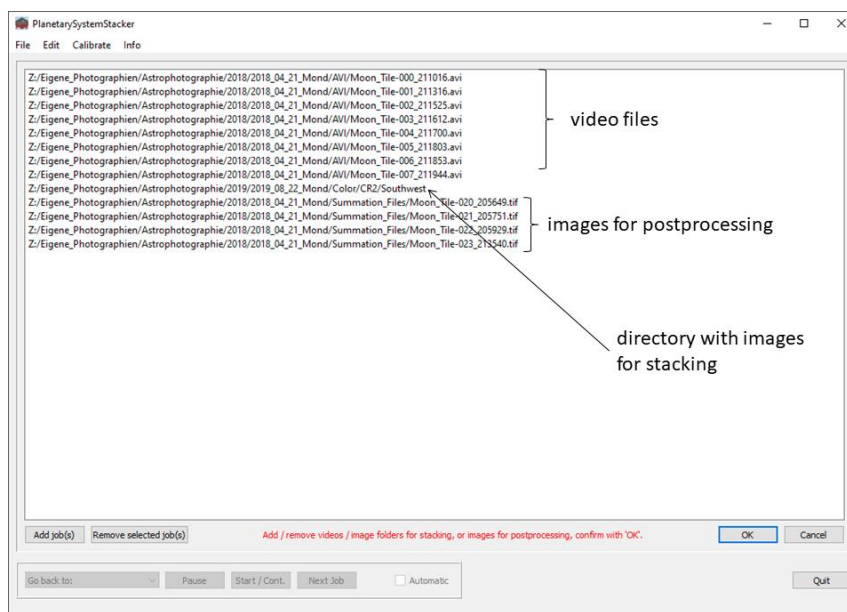 PlanetarySystemStacker
File Edit Calibrate Info
Z:/Eigene_Photographien/Astrophotographie/2018/2018_04_21_Mond/AVI/Moon_Tile-000_211016.avi
Z:/Eigene_Photographien/Astrophotographie/2018/2018_04_21_Mond/AVI/Moon_Tile-001_211316.avi
Z:/Eigene_Photographien/Astrophotographie/2018/2018_04_21_Mond/AVI/Moon_Tile-002_211525.avi
Z:/Eigene_Photographien/Astrophotographie/2018/2018_04_21_Mond/AVI/Moon_Tile-003_211612.avi
Z:/Eigene_Photographien/Astrophotographie/2018/2018_04_21_Mond/AVI/Moon_Tile-004_211700.avi
Z:/Eigene_Photographien/Astrophotographie/2018/2018_04_21_Mond/AVI/Moon_Tile-005_211803.avi
Z:/Eigene_Photographien/Astrophotographie/2018/2018_04_21_Mond/AVI/Moon_Tile-006_211853.avi
Z:/Eigene_Photographien/Astrophotographie/2018/2018_04_21_Mond/AVI/Moon_Tile-007_211944.avi
video files
Z:/Eigene_Photographien/Astrophotographie/2019/2019_08_22_Mond/Color/CR2/Southwest
Z:/Eigene_Photographien/Astrophotographie/2018/2018_04_21_Mond/Summation_Files/Moon_Tile-020_205649.tif
Z:/Eigene_Photographien/Astrophotographie/2018/2018_04_21_Mond/Summation_Files/Moon_Tile-021_205751.tif
Z:/Eigene_Photographien/Astrophotographie/2018/2018_04_21_Mond/Summation_Files/Moon_Tile-022_205929.tif
Z:/Eigene_Photographien/Astrophotographie/2018/2018_04_21_Mond/Summation_Files/Moon_Tile-023_213540.tif
images for postprocessing
directory with images
for stacking
Add job(s) Remove selected job(s) Add / remove videos / image folders for stacking, or images for postprocessing, confirm with 'OK'. OK Cancel
Go back to: Pause Start / Cont. Next Job Automatic Quit